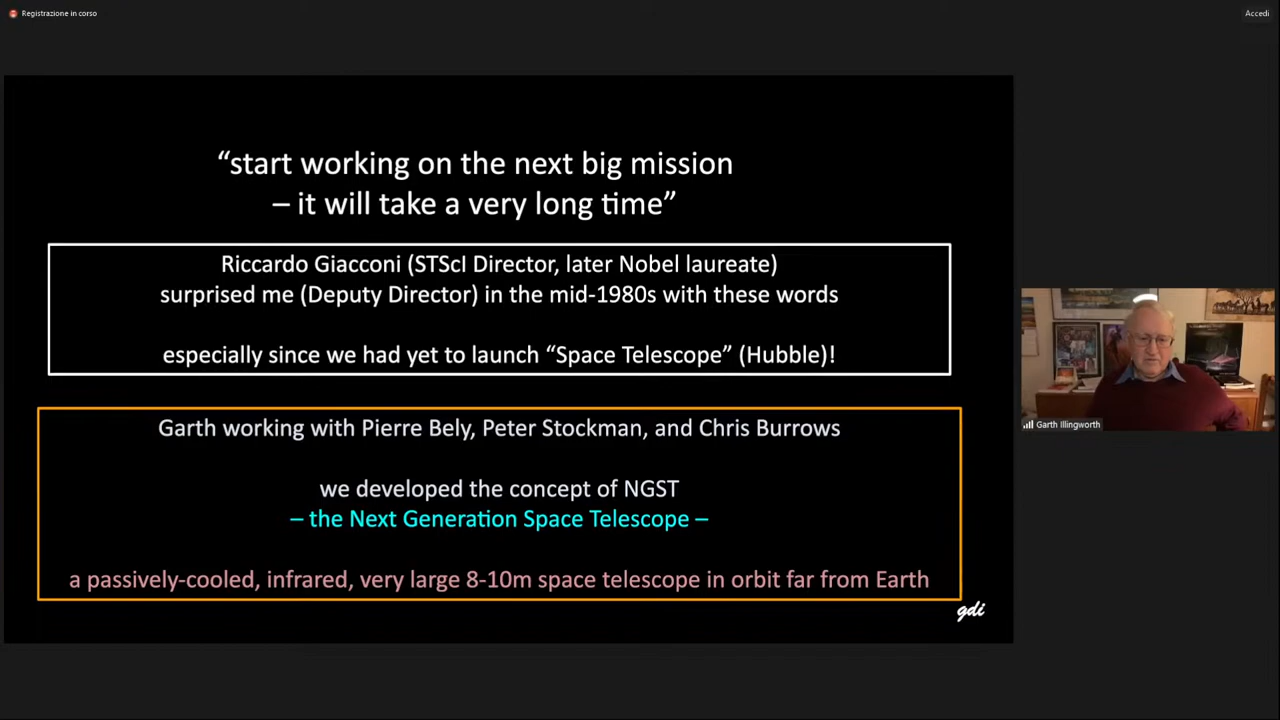 Registrazione in corso
Accedi
“start working on the next big mission
– it will take a very long time”
Riccardo Giacconi (STScI Director, later Nobel laureate)
surprised me (Deputy Director) in the mid-1980s with these words
especially since we had yet to launch “Space Telescope” (Hubble)!
Garth working with Pierre Bely, Peter Stockman, and Chris Burrows
we developed the concept of NGST
– the Next Generation Space Telescope –
a passively-cooled, infrared, very large 8-10m space telescope in orbit far from Earth
gdi
Garth Illingworth